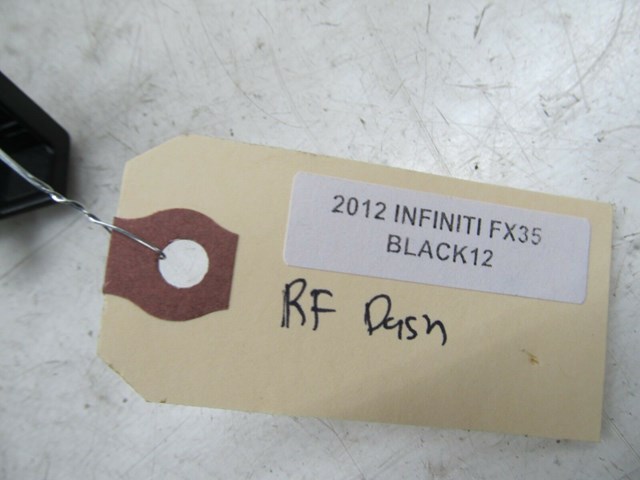 2012 INFINITI FX35
BLACK12
RF Dash